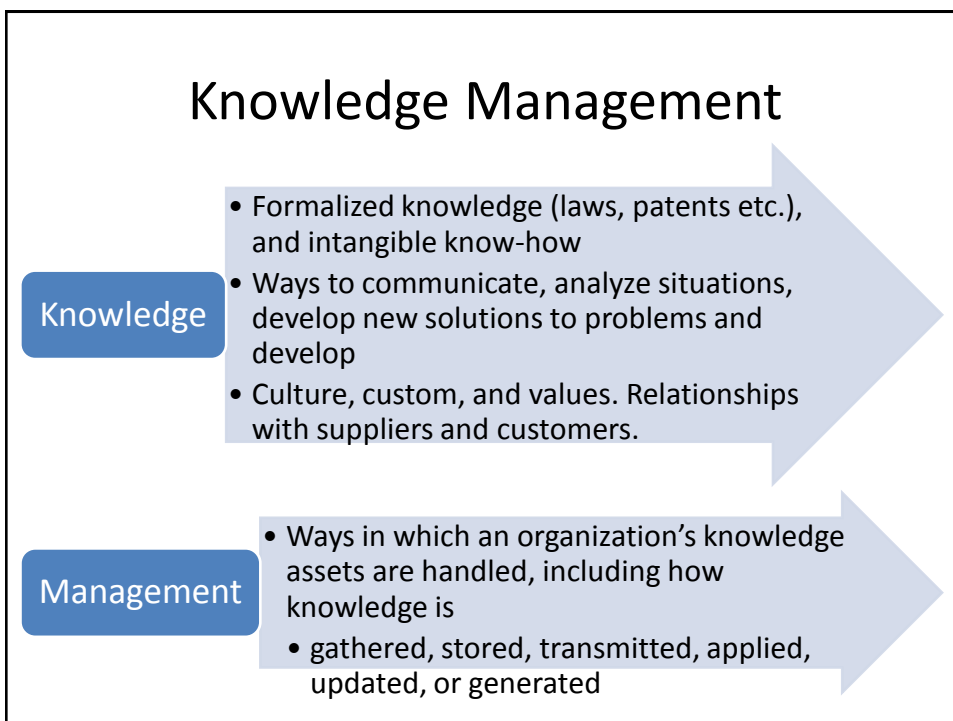 Knowledge Management
Knowledge
• Formalized knowledge (laws, patents etc.),
and intangible know-how
• Ways to communicate, analyze situations,
develop new solutions to problems and
develop
• Culture, custom, and values. Relationships
with suppliers and customers.
Management
• Ways in which an organization’s knowledge
assets are handled, including how
knowledge is
• gathered, stored, transmitted, applied,
updated, or generated